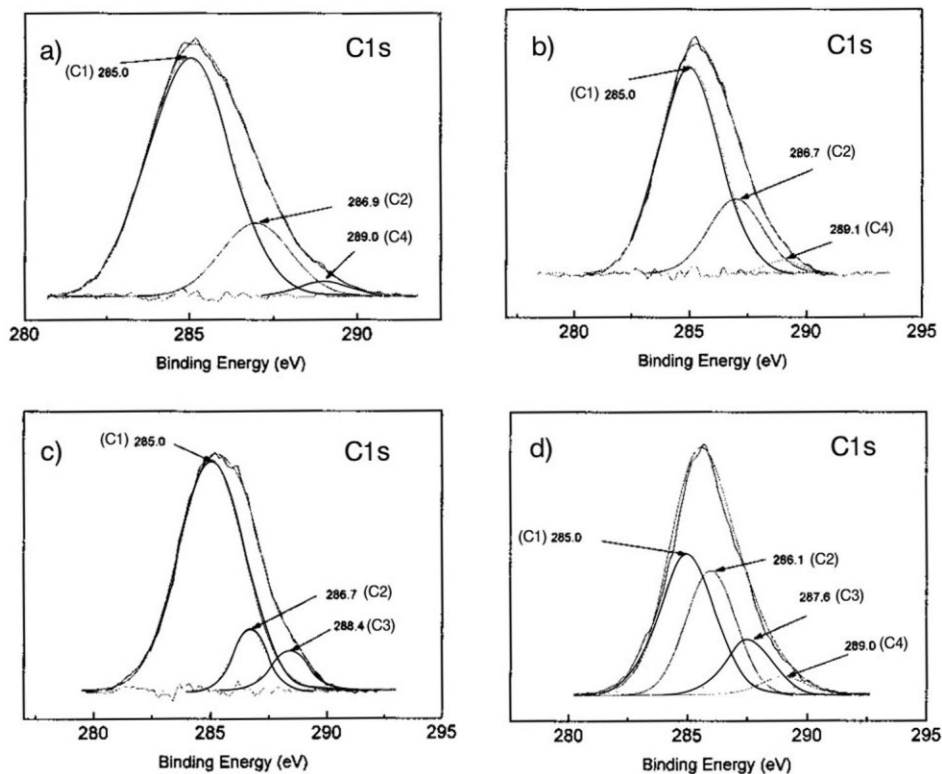 a)
C1s
(C1) 285.0
286.9 (C2)
289.0 (C4)
280 285 290
Binding Energy (eV)
b)
C1s
(C1) 285.0
286.7 (C2)
289.1 (C4)
280 285 290 295
Binding Energy (eV)
c)
C1s
(C1) 285.0
286.7 (C2)
288.4 (C3)
280 285 290 295
Binding Energy (eV)
d)
C1s
(C1) 285.0
286.1 (C2)
287.6 (C3)
289.0 (C4)
280 285 290 295
Binding Energy (eV)